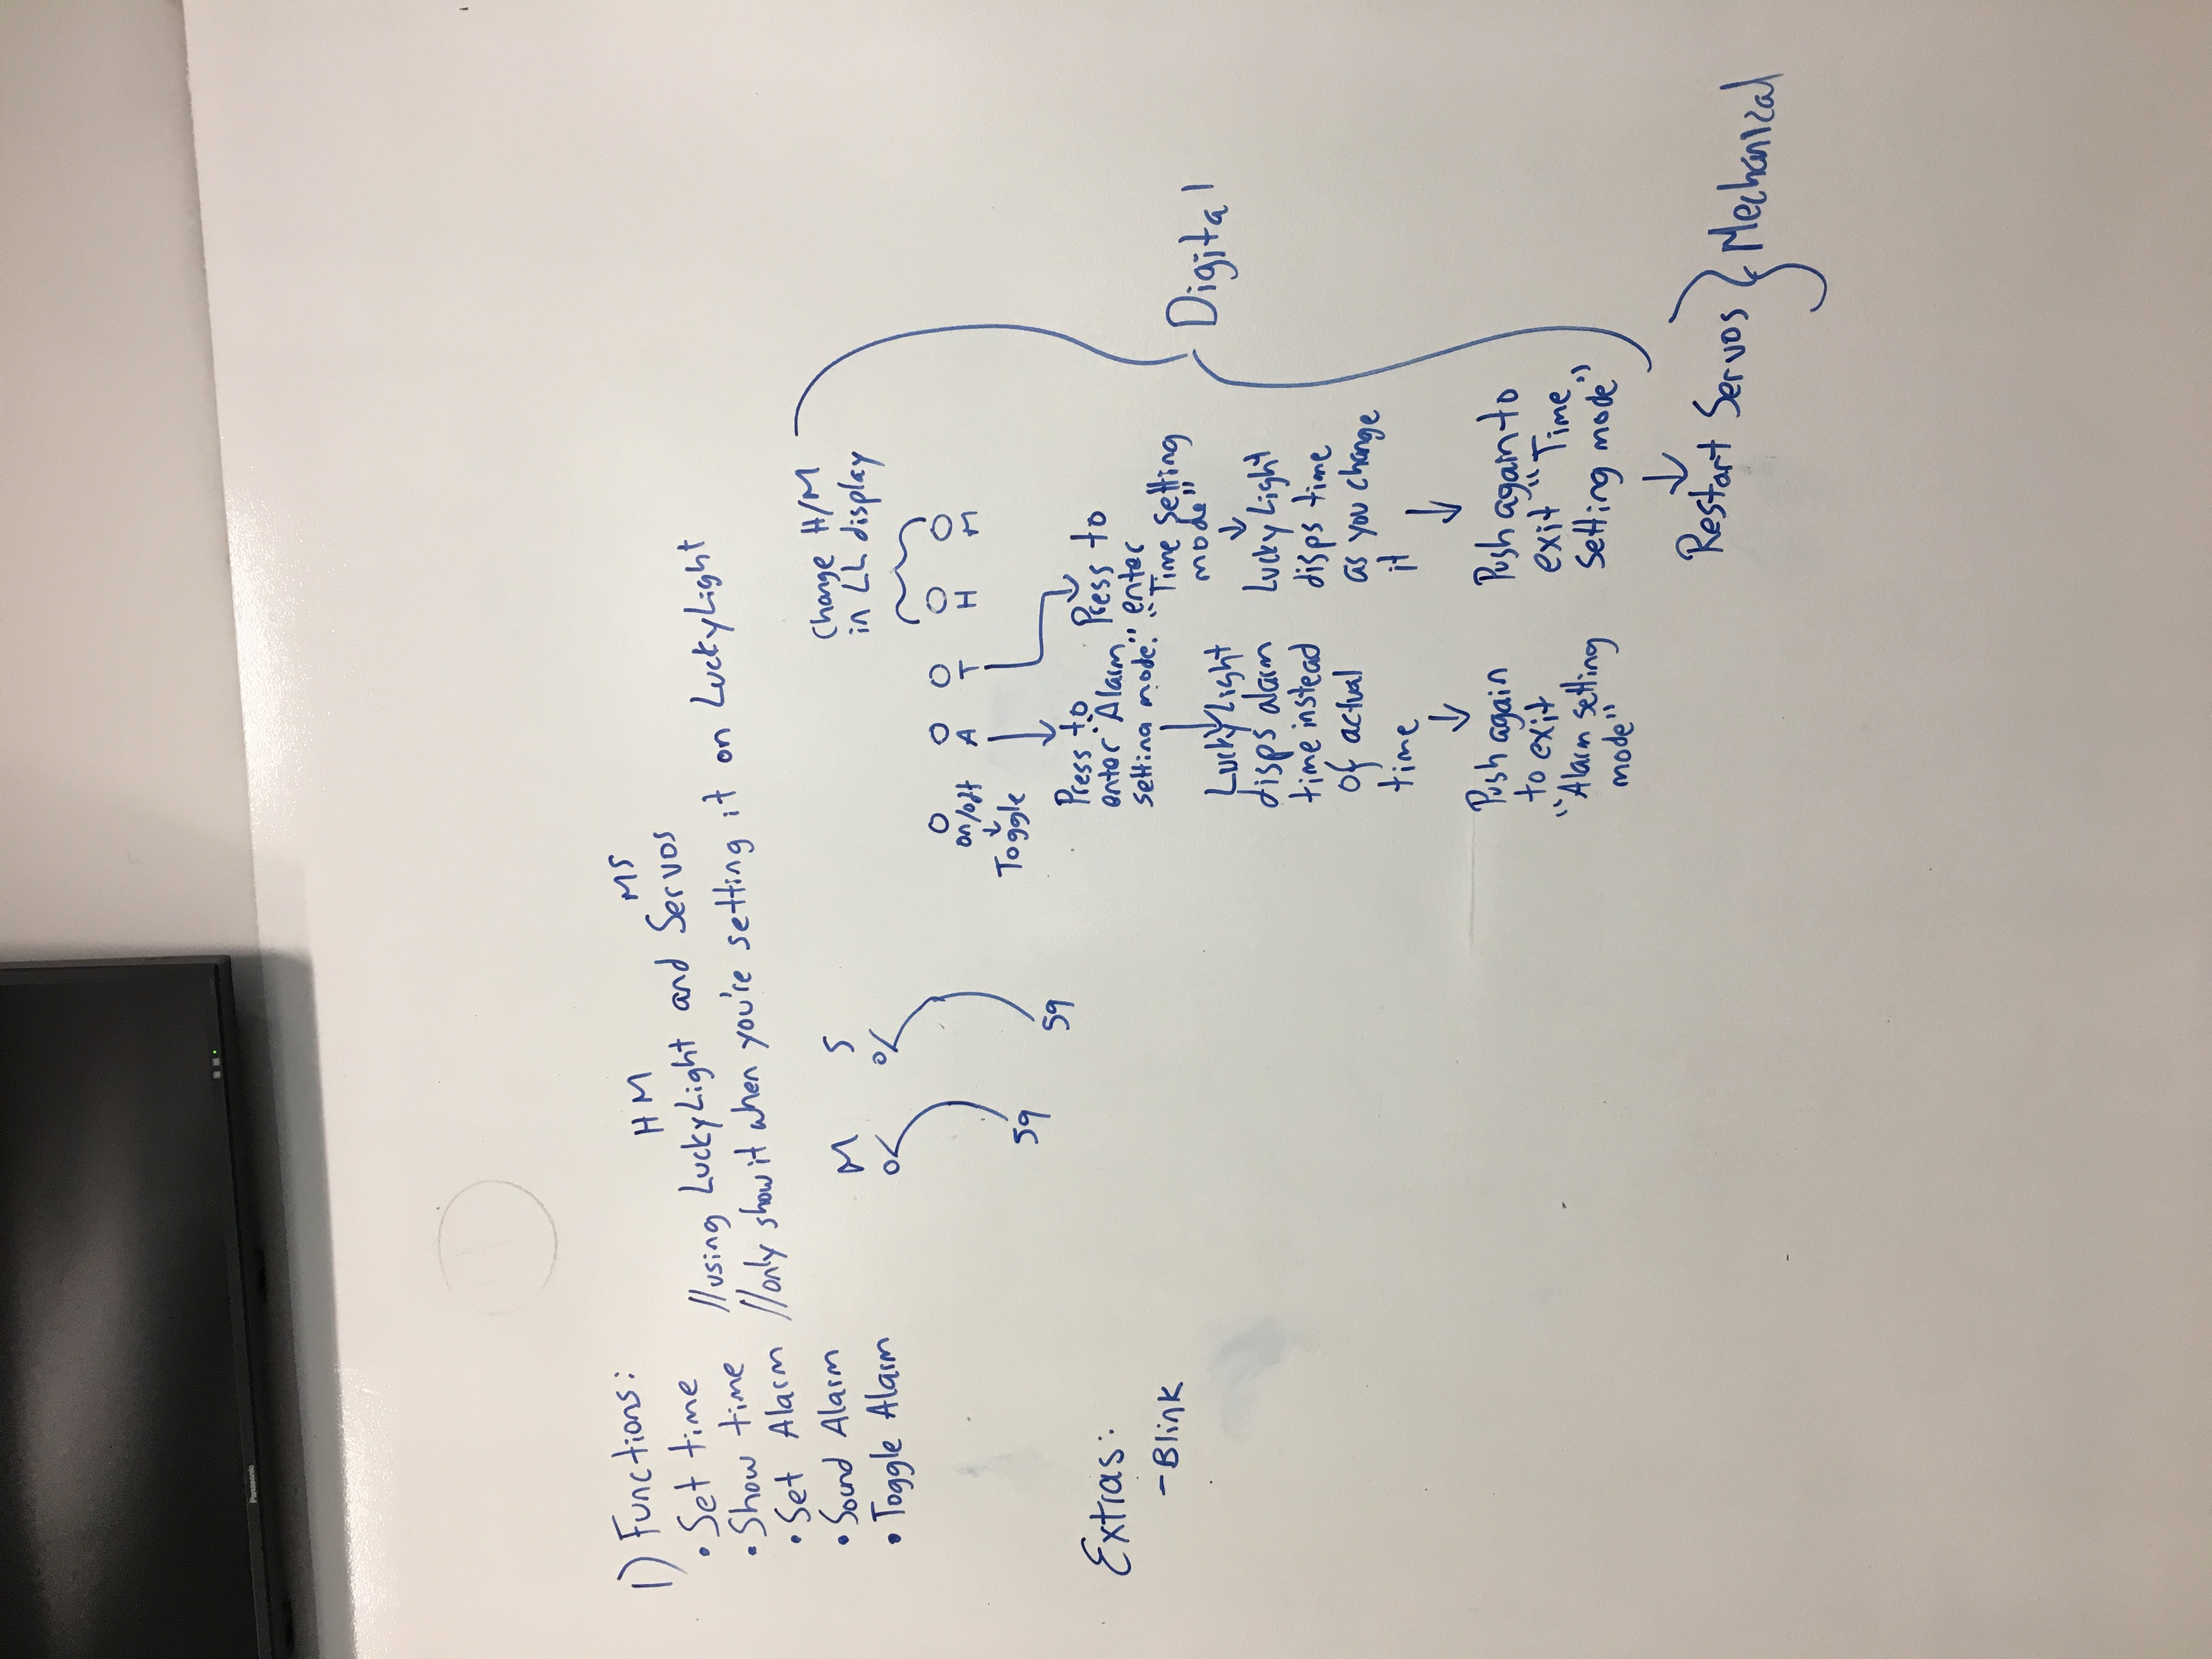 Panasonic
1) Functions:
• Set time
• Show time //using LuckyLight and Servos
HM MS
• Set Alarm //only show it when you're setting it on LuckyLight
• Sound Alarm
• Toggle Alarm
M S
0 0
59 59
Extras:
- Blink
Change H/M
in LL display
on/off A T H M
Toggle
Press to
enter "Alarm
setting mode."
LuckyLight
disps alarm
time instead
of actual
time
Push again
to exit
"Alarm setting
mode"
Press to
enter
"Time Setting
mode"
LuckyLight
disps time
as you change
it
Push again to
exit "Time
Setting mode"
Restart Servos
Digital
Mechanical